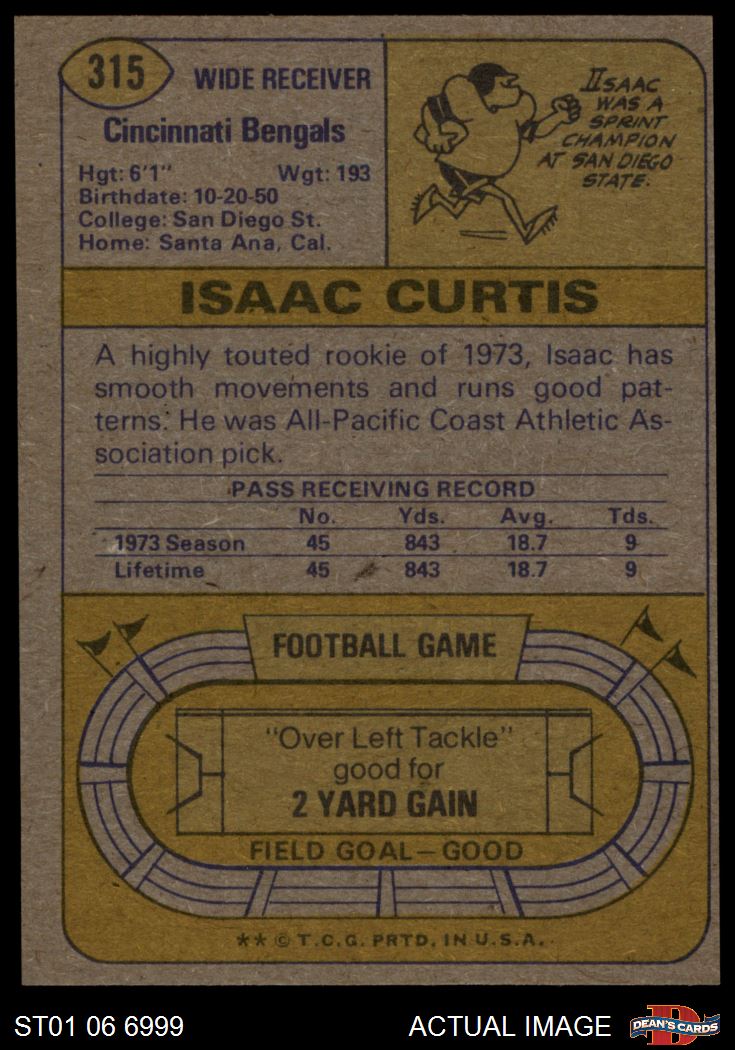 315
WIDE RECEIVER
Cincinnati Bengals
Hgt: 6'1" Wgt: 193
Birthdate: 10-20-50
College: San Diego St.
Home: Santa Ana, Cal.
ISAAC
WAS A
SPRINT
CHAMPION
AT SAN DIEGO
STATE.
ISAAC CURTIS
A highly touted rookie of 1973, Isaac has
smooth movements and runs good pat-
terns. He was All-Pacific Coast Athletic As-
sociation pick.
PASS RECEIVING RECORD
No. Yds. Avg. Tds.
1973 Season 45 843 18.7 9
Lifetime 45 843 18.7 9
FOOTBALL GAME
"Over Left Tackle"
good for
2 YARD GAIN
FIELD GOAL—GOOD
** © T.C.G. PRTD. IN U.S.A.
ST01 06 6999
ACTUAL IMAGE
D
DEAN'S CARDS